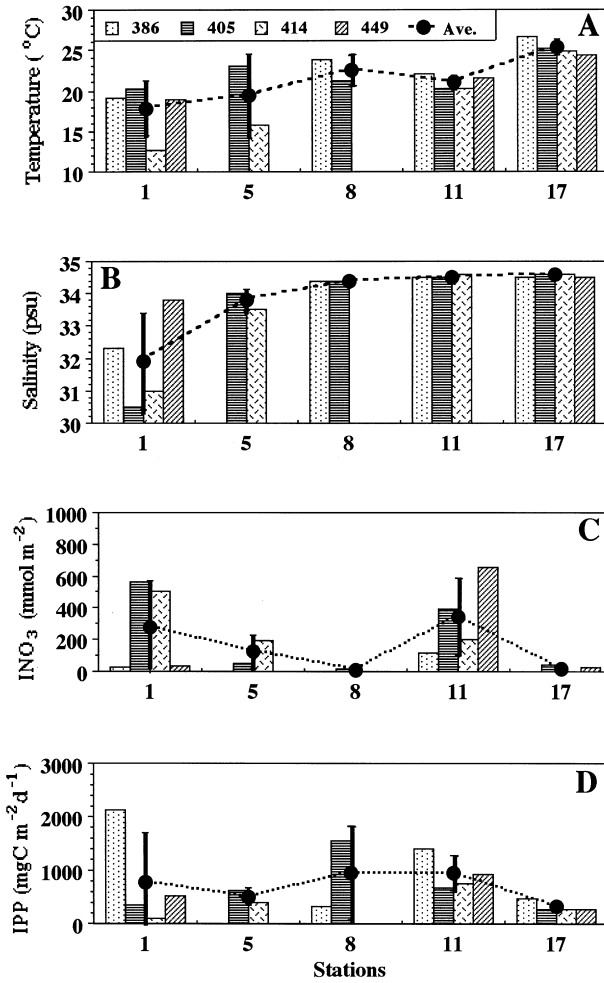 386 405 414 449 Ave. A
Temperature ( °C)
30
25
20
15
10
1 5 8 11 17
B
Salinity (psu)
35
34
33
32
31
30
1 5 8 11 17
C
INO₃ (mmol m⁻²)
1000
800
600
400
200
0
1 5 8 11 17
D
IPP (mgC m⁻² d⁻¹)
3000
2000
1000
0
1 5 8 11 17
Stations